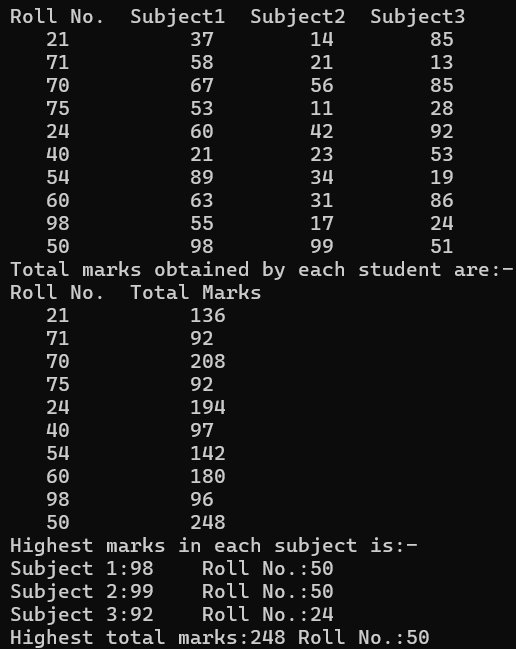 Roll No.  Subject1  Subject2  Subject3
   21          37        14        85
   71          58        21        13
   70          67        56        85
   75          53        11        28
   24          60        42        92
   40          21        23        53
   54          89        34        19
   60          63        31        86
   98          55        17        24
   50          98        99        51
Total marks obtained by each student are:-
Roll No.  Total Marks
   21          136
   71          92
   70          208
   75          92
   24          194
   40          97
   54          142
   60          180
   98          96
   50          248
Highest marks in each subject is:-
Subject 1:98    Roll No.:50
Subject 2:99    Roll No.:50
Subject 3:92    Roll No.:24
Highest total marks:248 Roll No.:50